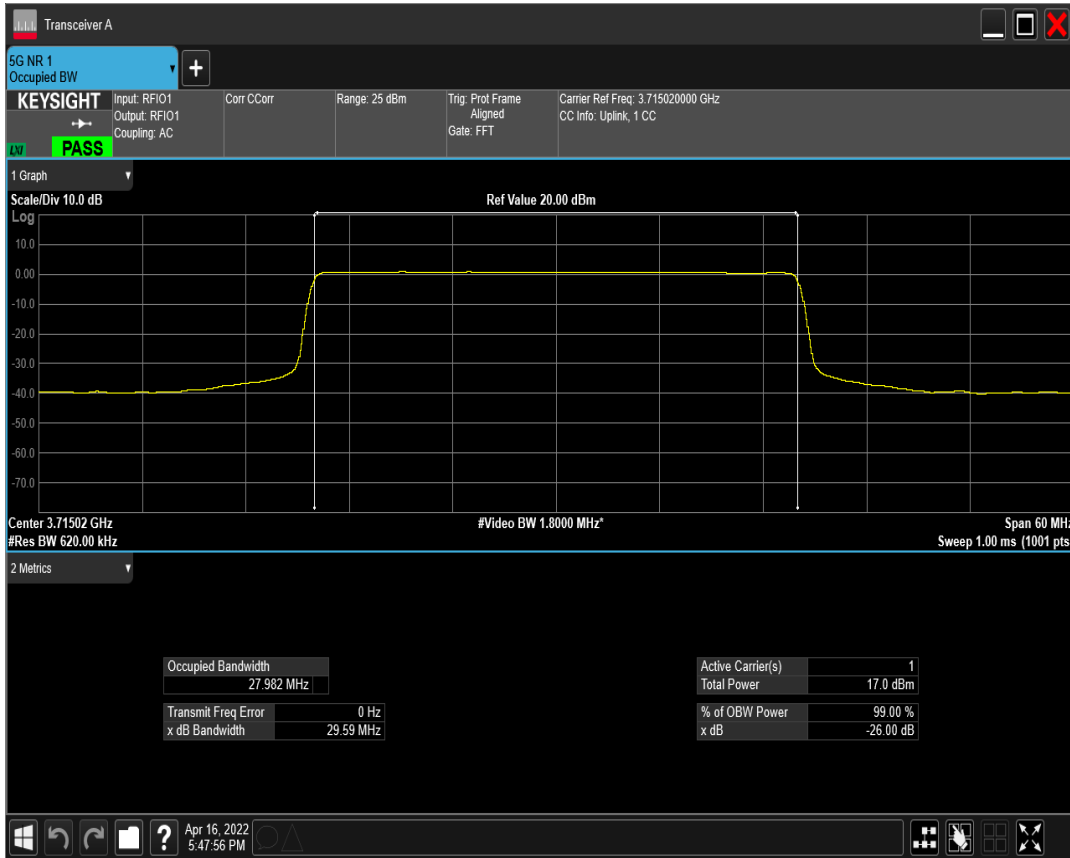 Transceiver A
5G NR 1
Occupied BW
+
KEYSIGHT
LXI
PASS
Input: RFIO1
Output: RFIO1
Coupling: AC
Corr CCorr
Range: 25 dBm
Trig: Prot Frame
Aligned
Gate: FFT
Carrier Ref Freq: 3.715020000 GHz
CC Info: Uplink, 1 CC
1 Graph
Scale/Div 10.0 dB
Ref Value 20.00 dBm
Log
10.0
0.00
-10.0
-20.0
-30.0
-40.0
-50.0
-60.0
-70.0
Center 3.71502 GHz
#Video BW 1.8000 MHz*
Span 60 MHz
#Res BW 620.00 kHz
Sweep 1.00 ms (1001 pts
2 Metrics
Occupied Bandwidth
27.982 MHz
Transmit Freq Error 0 Hz
x dB Bandwidth 29.59 MHz
Active Carrier(s) 1
Total Power 17.0 dBm
% of OBW Power 99.00 %
x dB -26.00 dB
?
Apr 16, 2022
5:47:56 PM